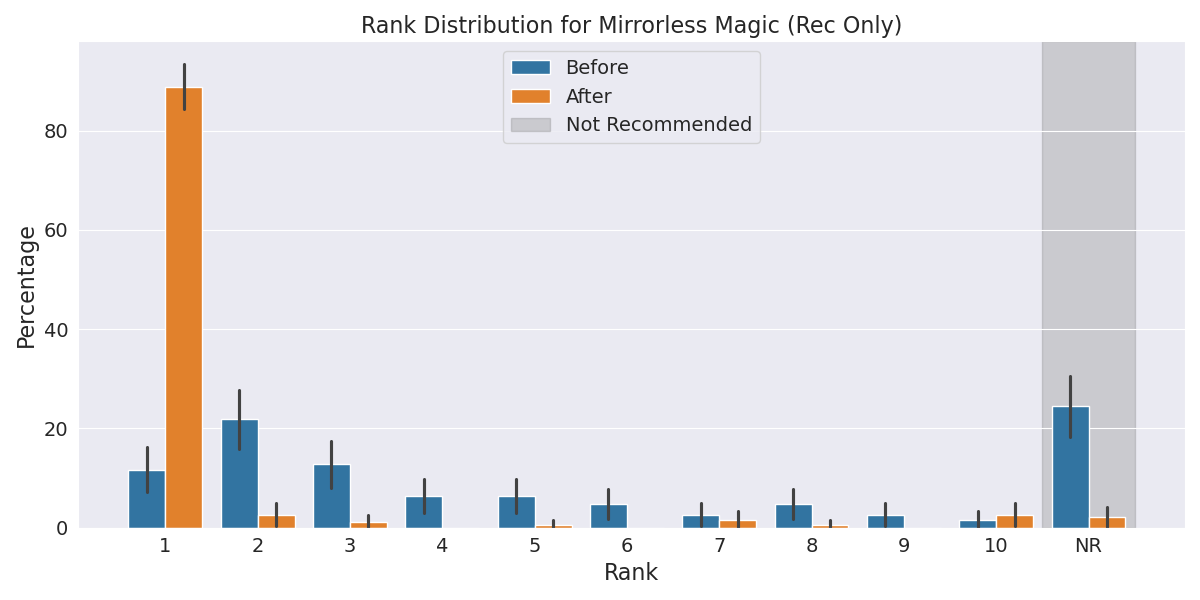 Rank Distribution for Mirrorless Magic (Rec Only)
Before
After
Not Recommended
Percentage
80
60
40
20
0
1 2 3 4 5 6 7 8 9 10 NR
Rank